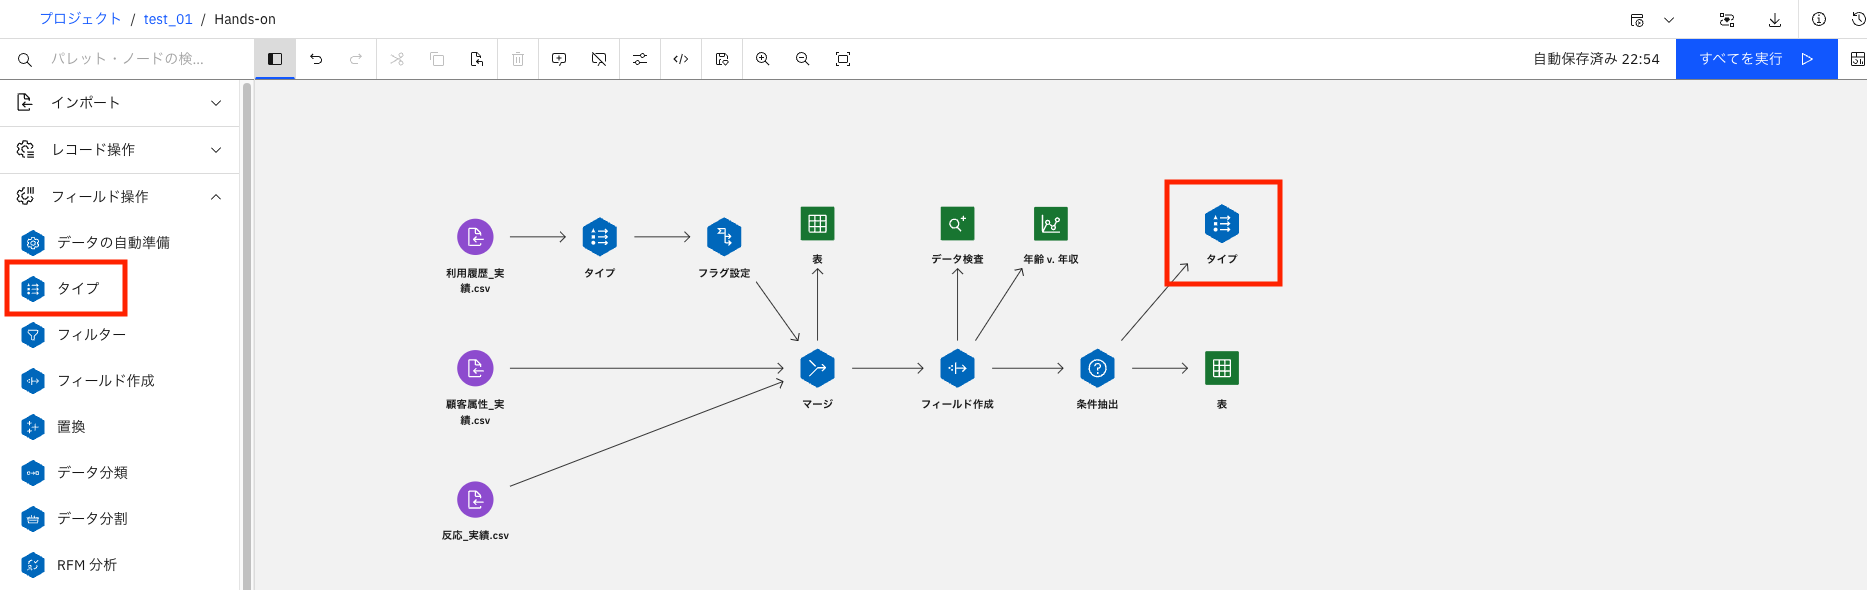 プロジェクト / test_01 / Hands-on
パレット・ノードの検...
自動保存済み 22:54
すべてを実行
インポート
レコード操作
フィールド操作
データの自動準備
タイプ
フィルター
フィールド作成
置換
データ分類
データ分割
RFM 分析
利用履歴_実
績.csv
タイプ
フラグ設定
表
データ検査
年齢 v. 年収
タイプ
顧客属性_実
績.csv
マージ
フィールド作成
条件抽出
表
反応_実績.csv